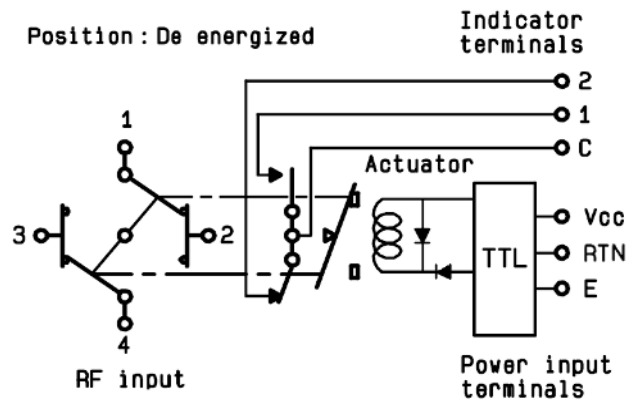 Position : De energized
Indicator
terminals
2
1
C
1
Actuator
3
2
Vcc
TTL
RTN
E
4
RF input
Power input
terminals